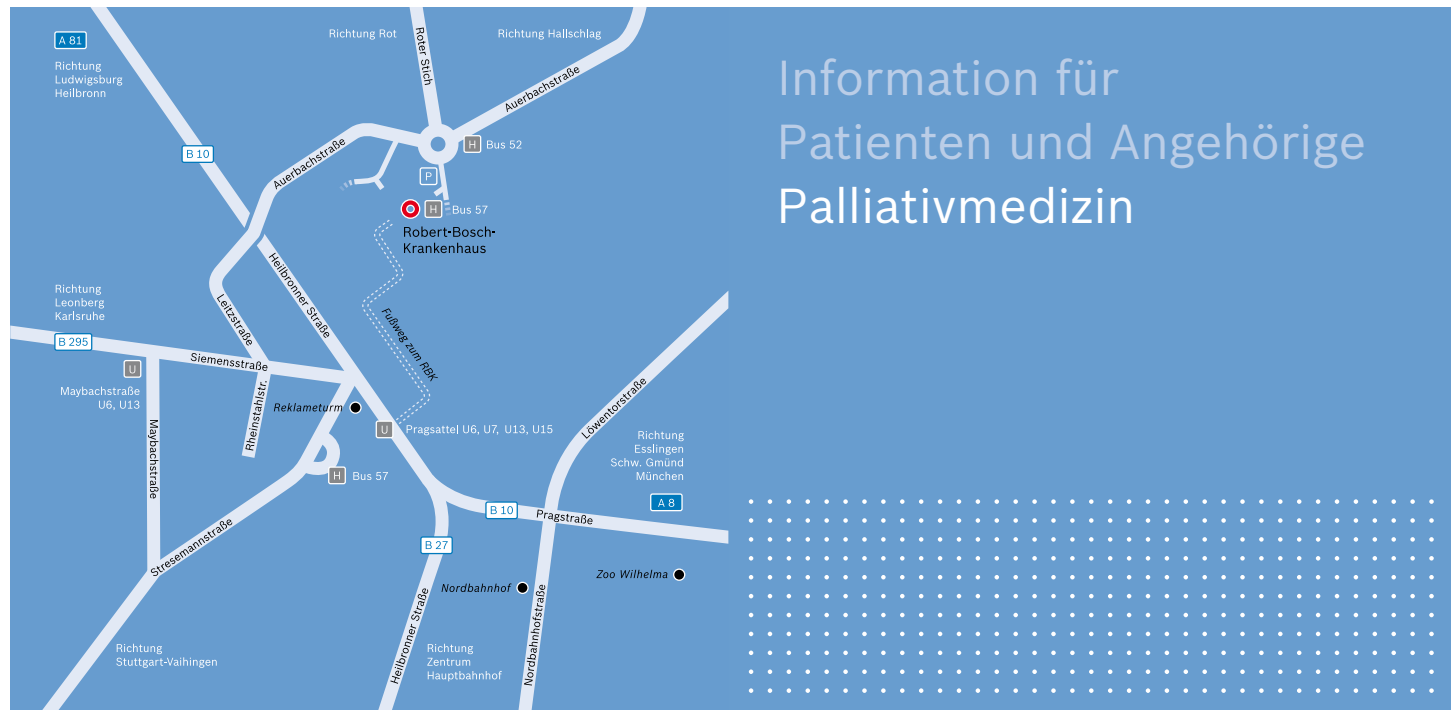 A 81
Richtung
Ludwigsburg
Heilbronn
Richtung Rot
Roter Stich
Richtung Hallschlag
Auerbachstraße
B 10
Auerbachstraße
H Bus 52
P
H Bus 57
Robert-Bosch-
Krankenhaus
Heilbronner Straße
Leitzstraße
Fußweg zum RBK
Richtung
Leonberg
Karlsruhe
B 295
Siemensstraße
U
Maybachstraße
U6, U13
Maybachstraße
Rheinstahlstr.
Reklameturm
U Pragsattel U6, U7, U13, U15
H Bus 57
Löwentorstraße
Richtung
Esslingen
Schw. Gmünd
München
A 8
B 10
Pragstraße
Stresemannstraße
B 27
Nordbahnhof
Zoo Wilhelma
Heilbronner Straße
Nordbahnhofstraße
Richtung
Stuttgart-Vaihingen
Richtung
Zentrum
Hauptbahnhof
Information für
Patienten und Angehörige
Palliativmedizin